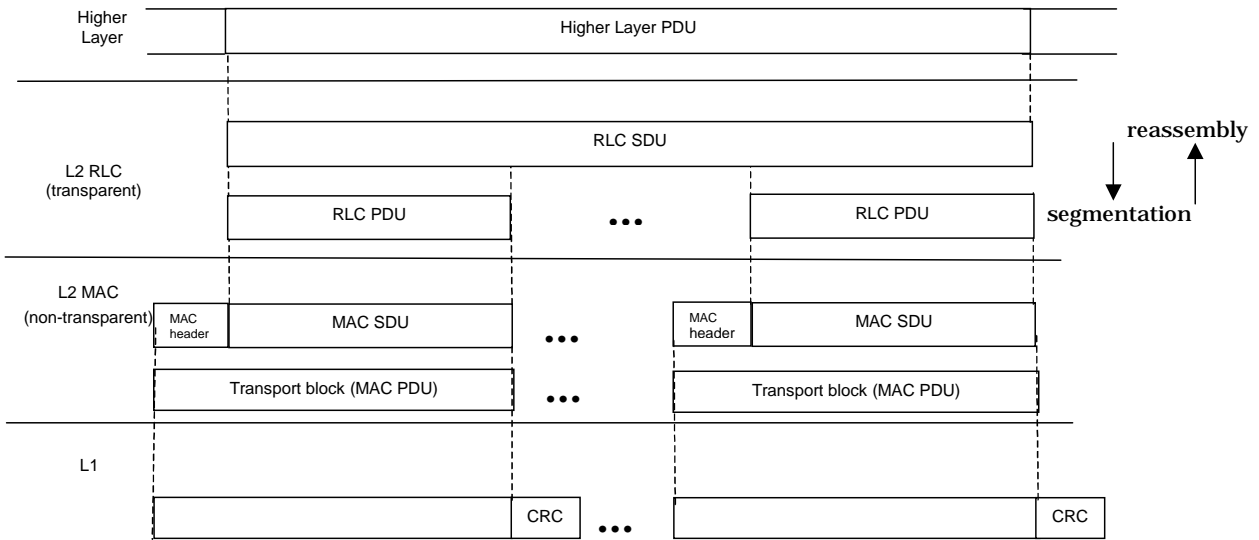 Higher
Layer
Higher Layer PDU
RLC SDU
reassembly
L2 RLC
(transparent)
RLC PDU
•••
RLC PDU
segmentation
L2 MAC
(non-transparent)
MAC
header
MAC SDU
•••
MAC
header
MAC SDU
Transport block (MAC PDU)
•••
Transport block (MAC PDU)
L1
CRC
•••
CRC